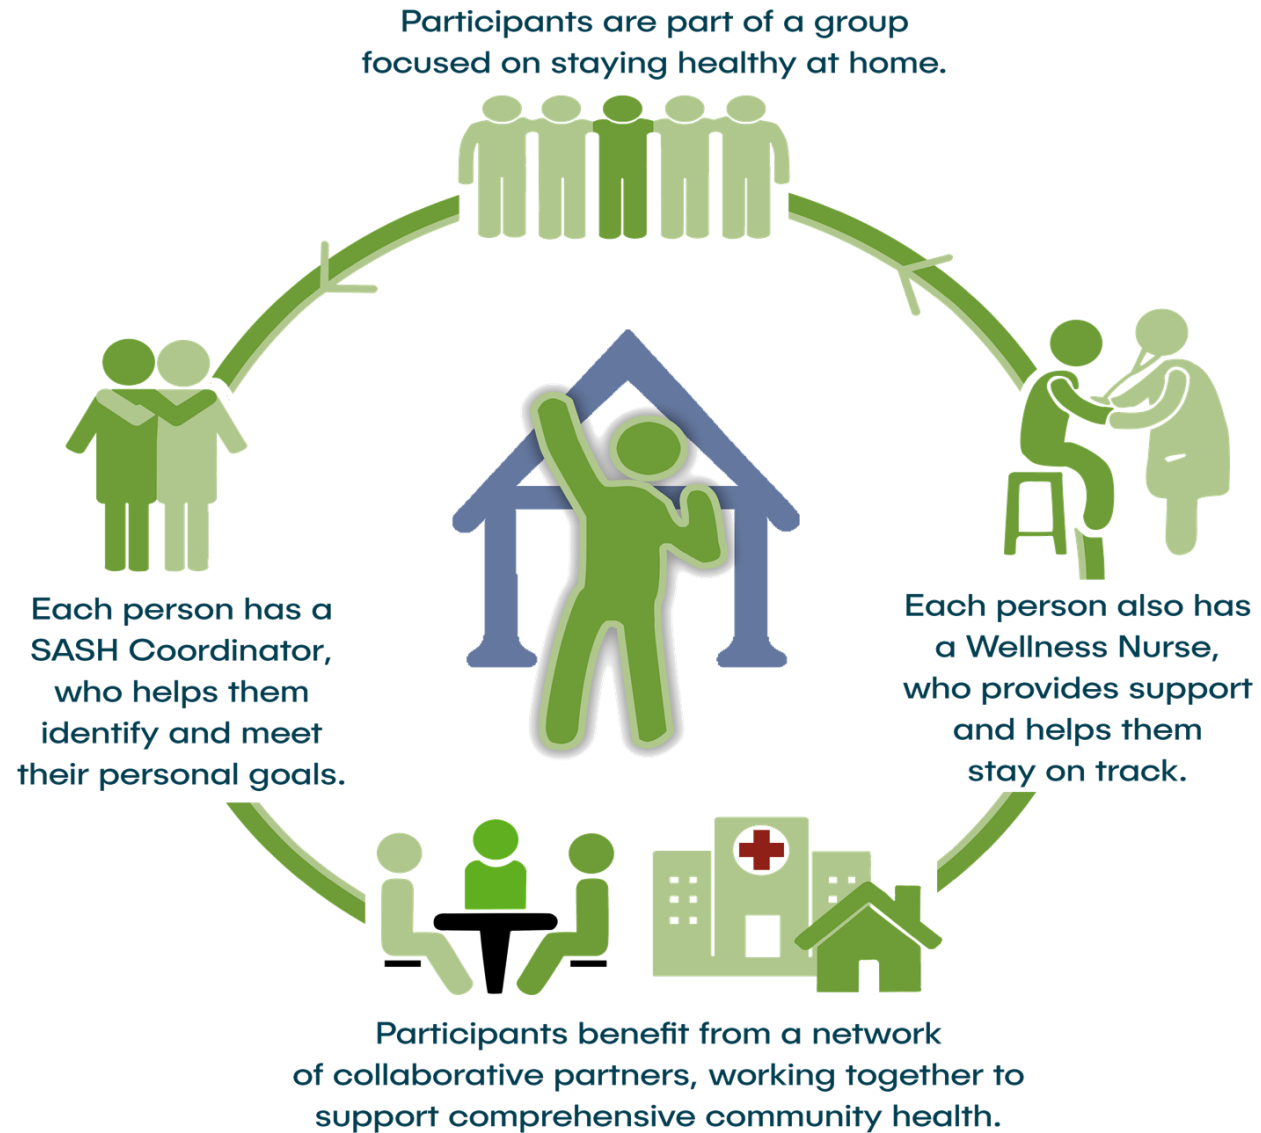 Participants are part of a group
focused on staying healthy at home.
Each person has a
SASH Coordinator,
who helps them
identify and meet
their personal goals.
Each person also has
a Wellness Nurse,
who provides support
and helps them
stay on track.
Participants benefit from a network
of collaborative partners, working together to
support comprehensive community health.